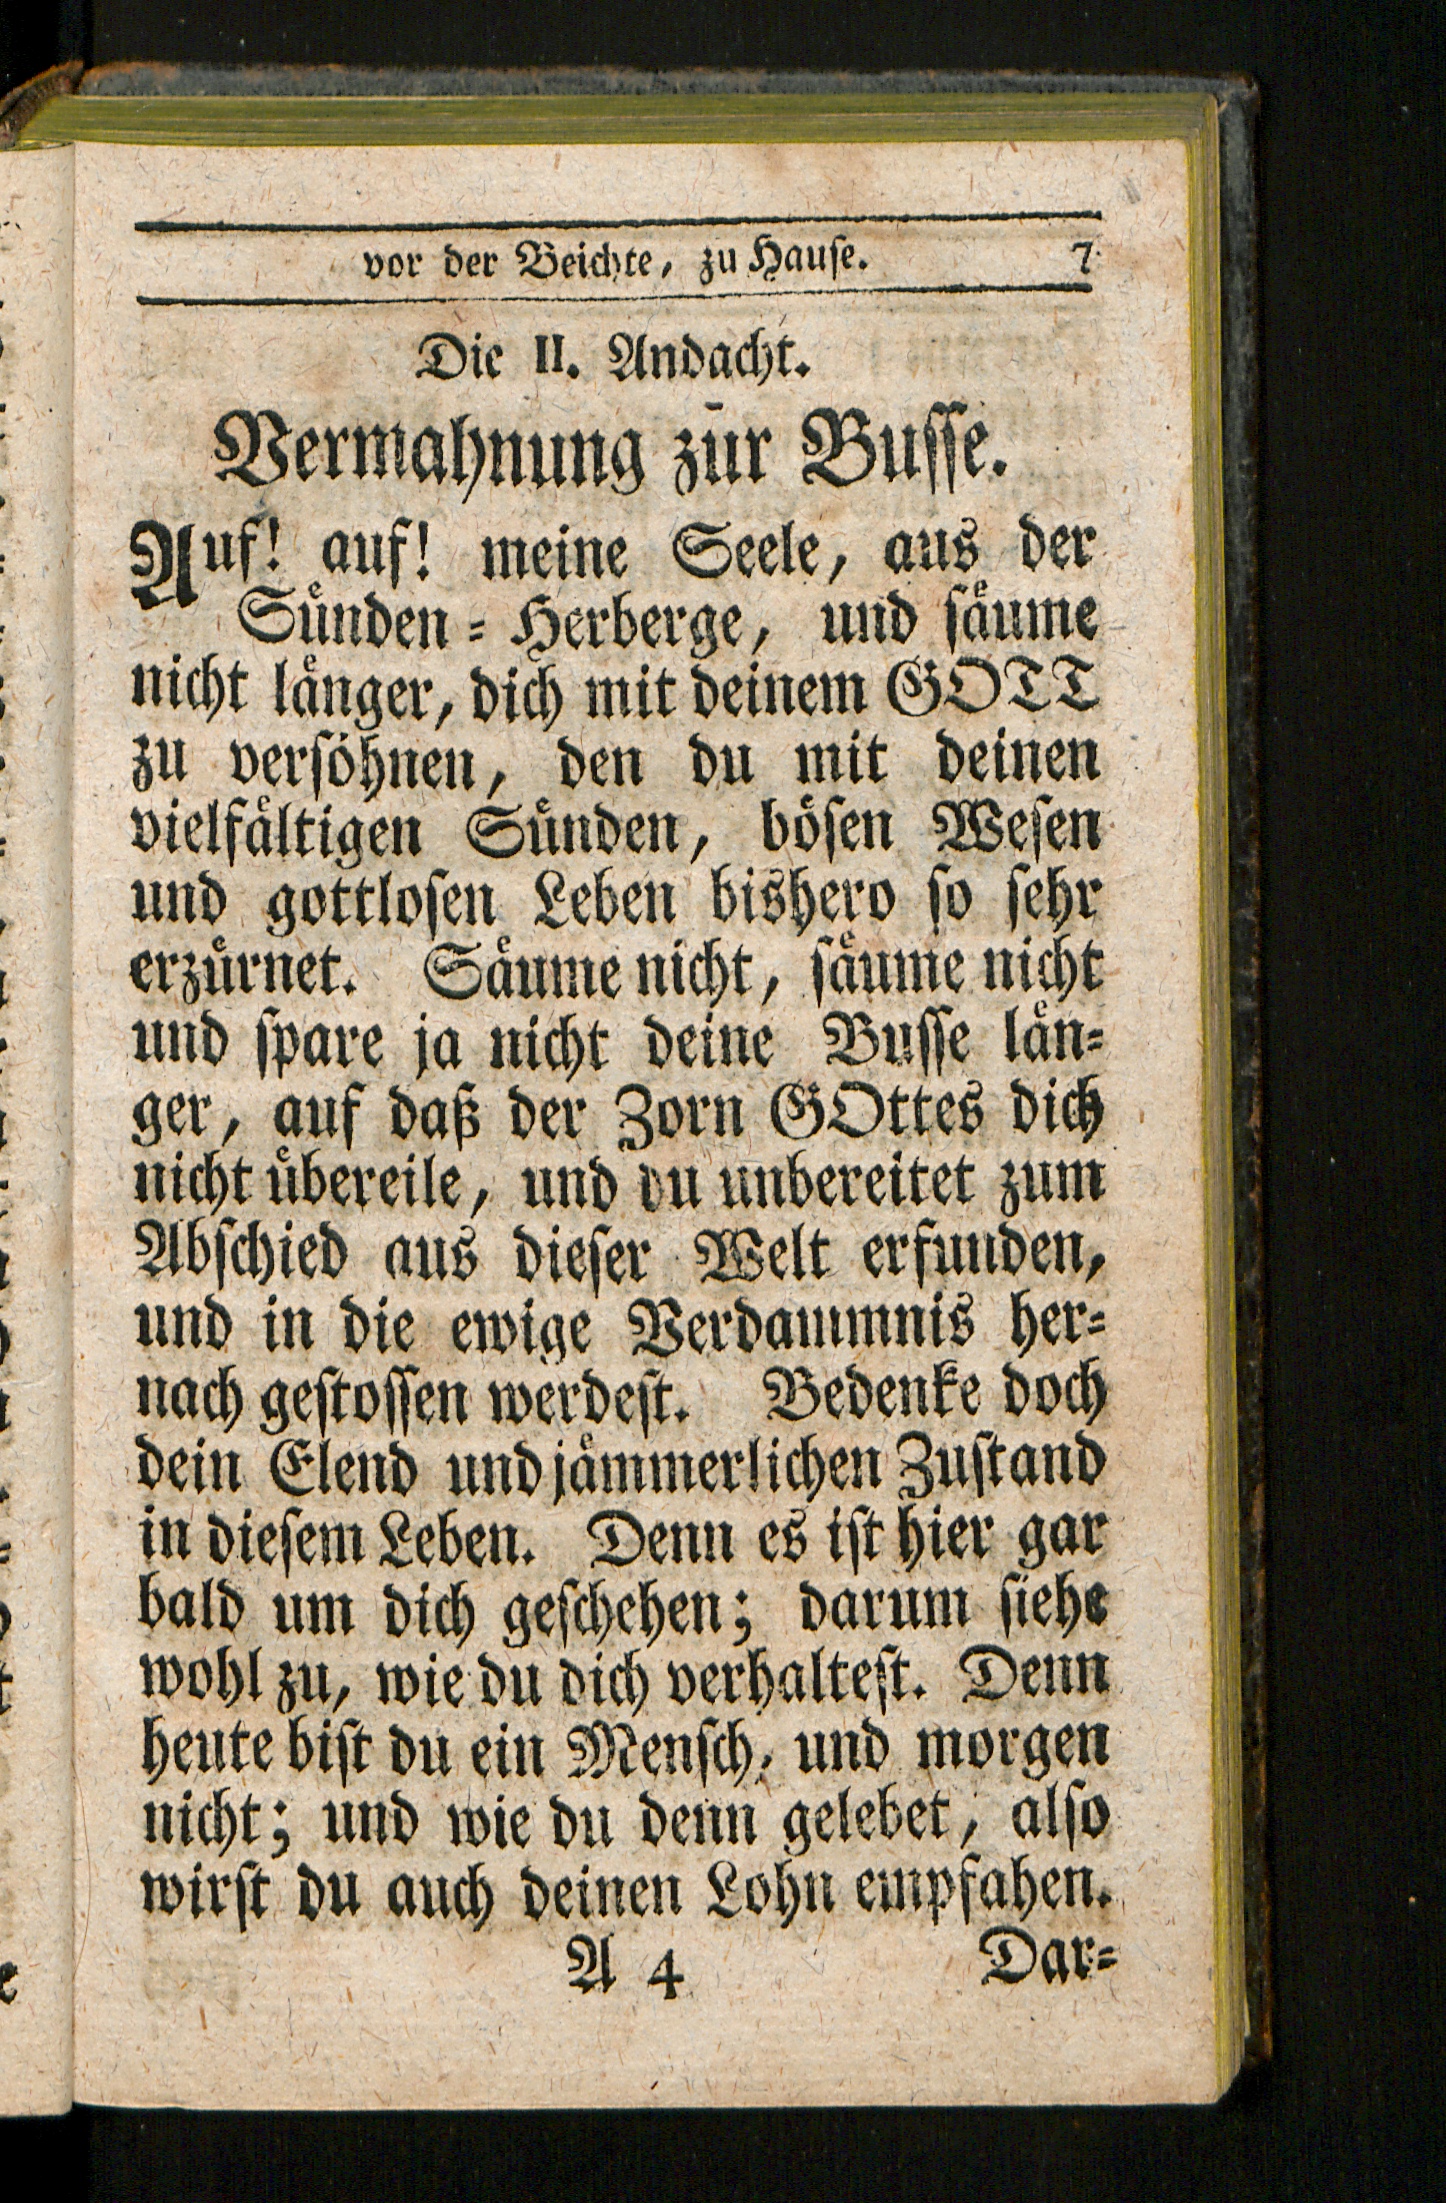 vor der Beichte, zu Hause. 7
Die II. Andacht.
Vermahnung zur Busse.
Auf! auf! meine Seele, aus der
Sünden-Herberge, und säume
nicht länger, dich mit deinem GOTT
zu versöhnen, den du mit deinen
vielfältigen Sünden, bösen Wesen
und gottlosen Leben bishero so sehr
erzürnet. Säume nicht, säume nicht
und spare ja nicht deine Busse län-
ger, auf daß der Zorn GOttes dich
nicht übereile, und du unbereitet zum
Abschied aus dieser Welt erfunden,
und in die ewige Verdammnis her-
nach gestossen werdest. Bedenke doch
dein Elend und jämmerlichen Zustand
in diesem Leben. Denn es ist hier gar
bald um dich geschehen; darum siehe
wohl zu, wie du dich verhaltest. Denn
heute bist du ein Mensch, und morgen
nicht; und wie du denn gelebet, also
wirst du auch deinen Lohn empfahen.
A 4 Dar-